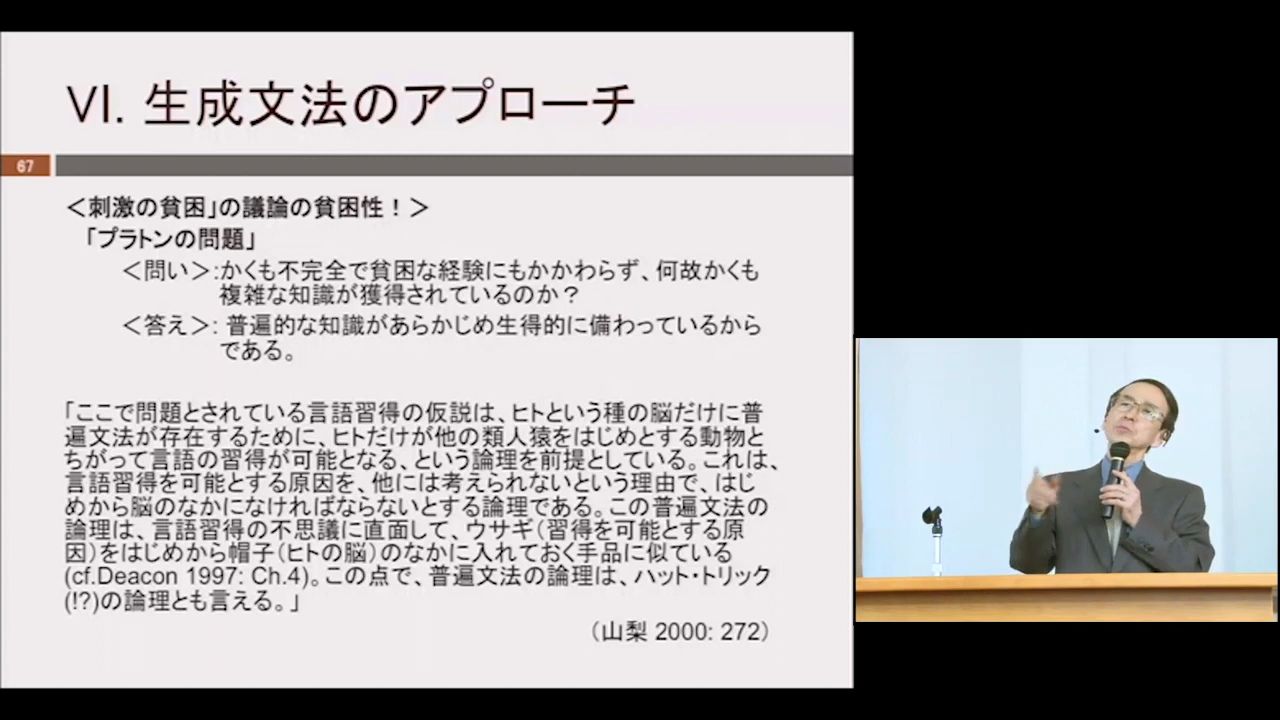 VI. 生成文法のアプローチ
67
＜刺激の貧困」の議論の貧困性！＞
「プラトンの問題」
＜問い＞:かくも不完全で貧困な経験にもかかわらず、何故かくも
複雑な知識が獲得されているのか？
＜答え＞: 普遍的な知識があらかじめ生得的に備わっているから
である。
「ここで問題とされている言語習得の仮説は、ヒトという種の脳だけに普
遍文法が存在するために、ヒトだけが他の類人猿をはじめとする動物と
ちがって言語の習得が可能となる、という論理を前提としている。これは、
言語習得を可能とする原因を、他には考えられないという理由で、はじ
めから脳のなかになければならないとする論理である。この普遍文法の
論理は、言語習得の不思議に直面して、ウサギ（習得を可能とする原
因）をはじめから帽子（ヒトの脳）のなかに入れておく手品に似ている
(cf.Deacon 1997: Ch.4)。この点で、普遍文法の論理は、ハット・トリック
(!?)の論理とも言える。」
（山梨 2000: 272）